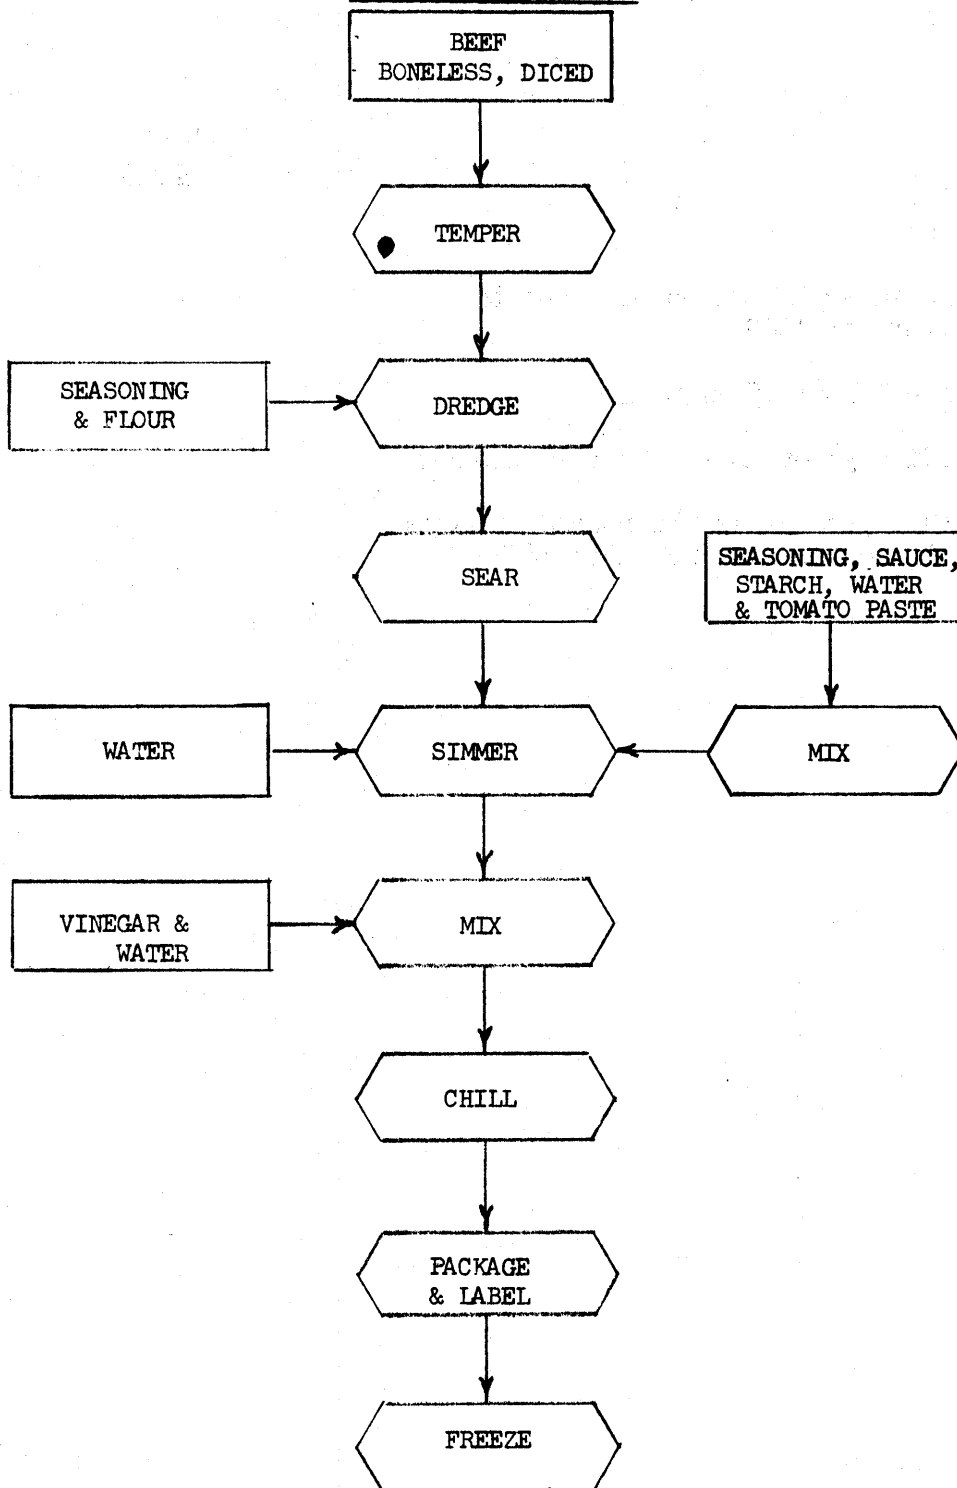 BEEF
BONELESS, DICED
TEMPER
SEASONING
& FLOUR
DREDGE
SEAR
SEASONING, SAUCE,
STARCH, WATER
& TOMATO PASTE
WATER
SIMMER
MIX
VINEGAR &
WATER
MIX
CHILL
PACKAGE
& LABEL
FREEZE